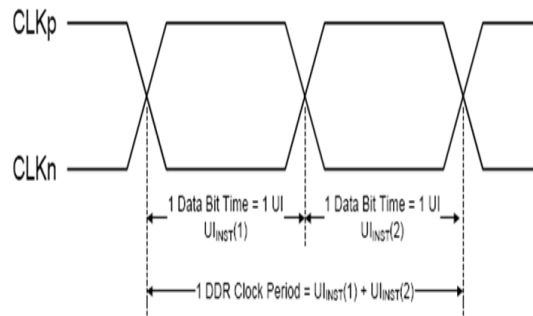 CLKp
CLKn
1 Data Bit Time = 1 UI
UIINST(1)
1 Data Bit Time = 1 UI
UIINST(2)
1 DDR Clock Period = UIINST(1) + UIINST(2)